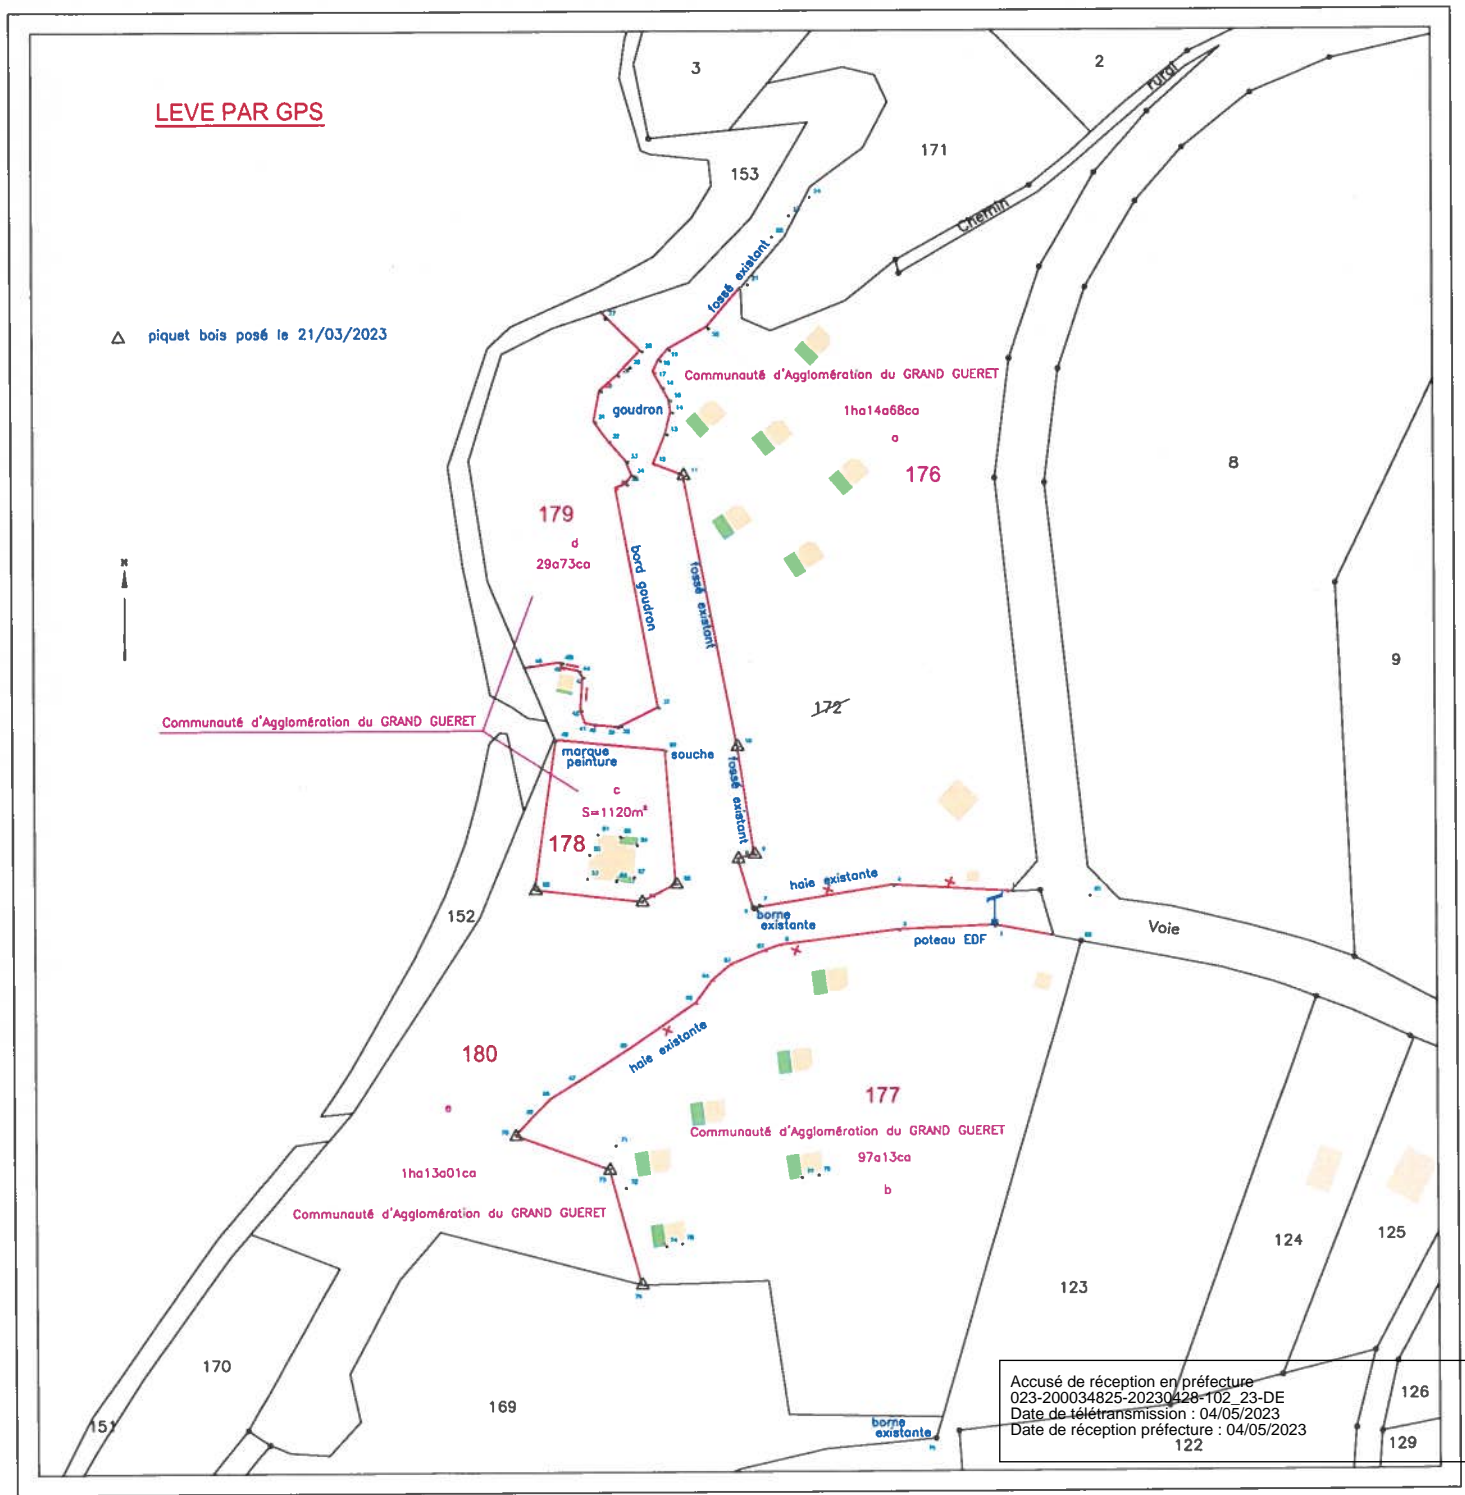 3
2
rural
LEVE PAR GPS
171
153
Chemin
fossé existant
piquet bois posé le 21/03/2023
Communauté d'Agglomération du GRAND GUERET
1ha14a68ca
goudron
a
8
176
179
d
29a73ca
bord goudron
fossé existant
9
172
Communauté d'Agglomération du GRAND GUERET
marque
peinture
souche
fossé existant
c
S=1120m²
178
haie existante
152
borne
existante
Voie
poteau EDF
180
haie existante
177
e
Communauté d'Agglomération du GRAND GUERET
97a13ca
1ha13a01ca
b
Communauté d'Agglomération du GRAND GUERET
125
124
123
170
Accusé de réception en préfecture
023-200034825-20230428-102_23-DE
Date de télétransmission : 04/05/2023
Date de réception préfecture : 04/05/2023
126
169
151
borne
existante
122
129